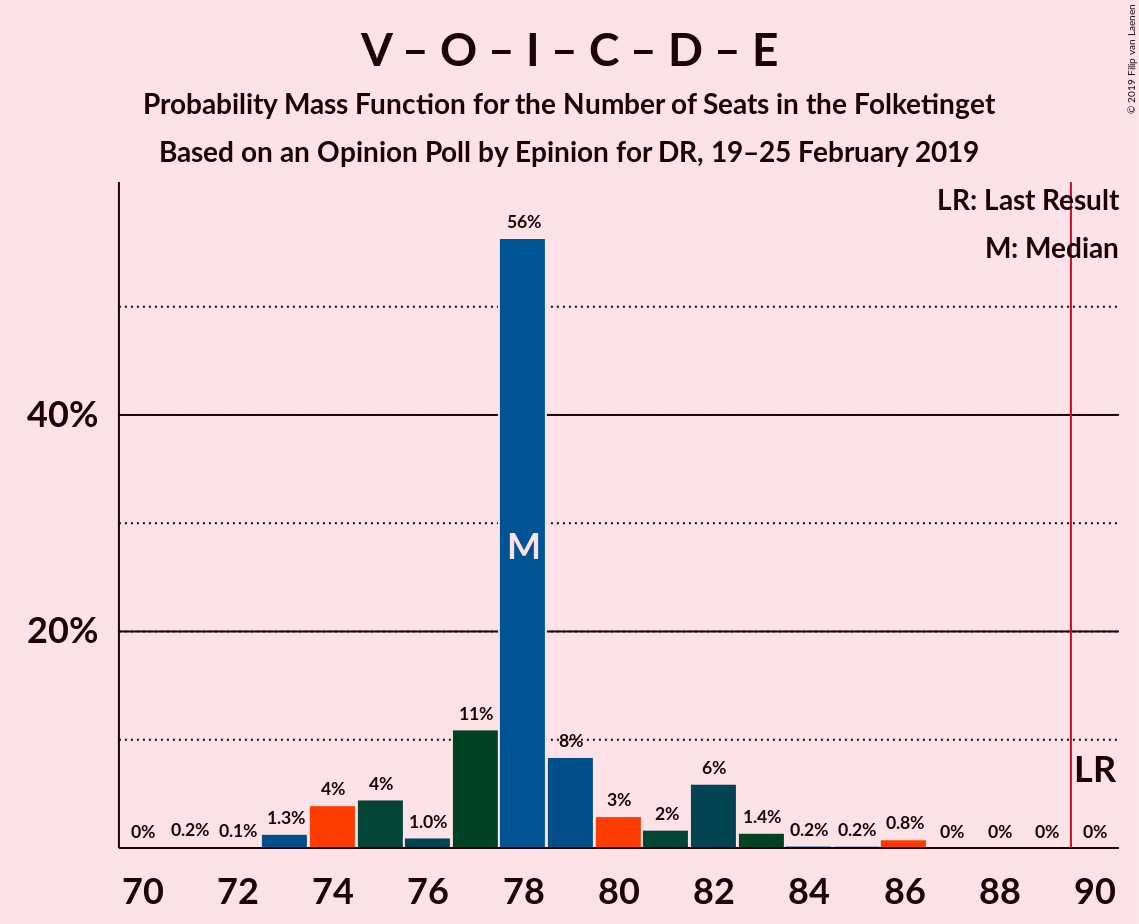 V – O – I – C – D – E
Probability Mass Function for the Number of Seats in the Folketinget
Based on an Opinion Poll by Epinion for DR, 19–25 February 2019
© 2019 Filip van Laenen
LR: Last Result
M: Median
56%
40%
M
20%
11%
8%
LR
6%
4%
4%
3%
2%
1.3%
1.0%
1.4%
0.8%
0%
0.2%
0.1%
0.2%
0.2%
0%
0%
0%
0%
70 72 74 76 78 80 82 84 86 88 90